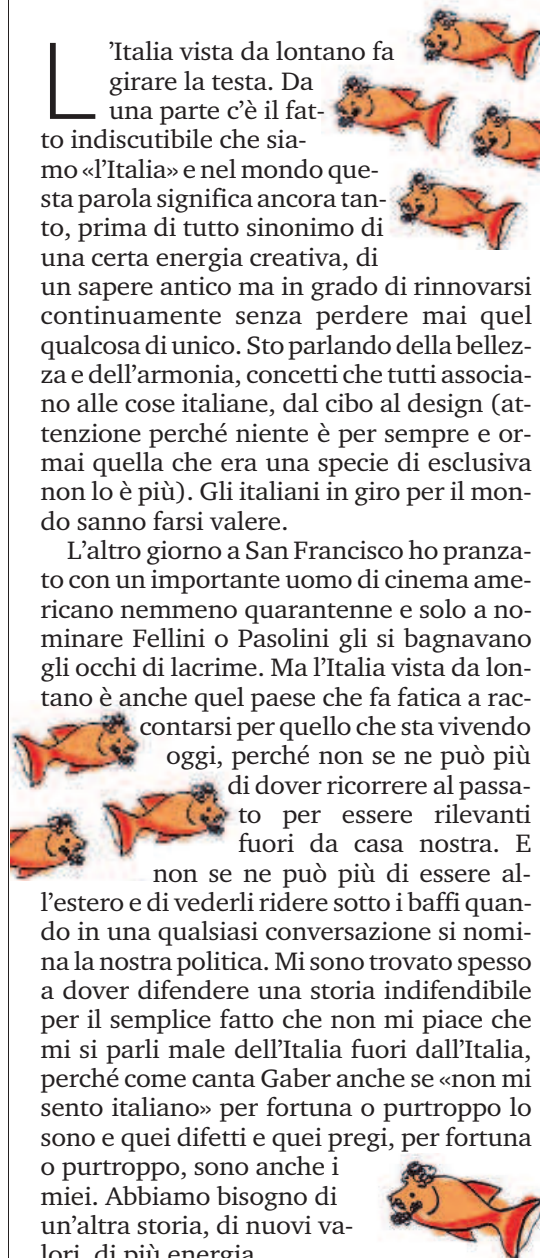 L'Italia vista da lontano fa
girare la testa. Da
una parte c'è il fat-
to indiscutibile che sia-
mo «l'Italia» e nel mondo que-
sta parola significa ancora tan-
to, prima di tutto sinonimo di
una certa energia creativa, di
un sapere antico ma in grado di rinnovarsi
continuamente senza perdere mai quel
qualcosa di unico. Sto parlando della bellez-
za e dell'armonia, concetti che tutti associa-
no alle cose italiane, dal cibo al design (at-
tenzione perché niente è per sempre e or-
mai quella che era una specie di esclusiva
non lo è più). Gli italiani in giro per il mon-
do sanno farsi valere.
L'altro giorno a San Francisco ho pranza-
to con un importante uomo di cinema ame-
ricano nemmeno quarantenne e solo a no-
minare Fellini o Pasolini gli si bagnavano
gli occhi di lacrime. Ma l'Italia vista da lon-
tano è anche quel paese che fa fatica a rac-
contarsi per quello che sta vivendo
oggi, perché non se ne può più
di dover ricorrere al passa-
to per essere rilevanti
fuori da casa nostra. E
non se ne può più di essere al-
l'estero e di vederli ridere sotto i baffi quan-
do in una qualsiasi conversazione si nomi-
na la nostra politica. Mi sono trovato spesso
a dover difendere una storia indifendibile
per il semplice fatto che non mi piace che
mi si parli male dell'Italia fuori dall'Italia,
perché come canta Gaber anche se «non mi
sento italiano» per fortuna o purtroppo lo
sono e quei difetti e quei pregi, per fortuna
o purtroppo, sono anche i
miei. Abbiamo bisogno di
un'altra storia, di nuovi va-
lori, di più energia